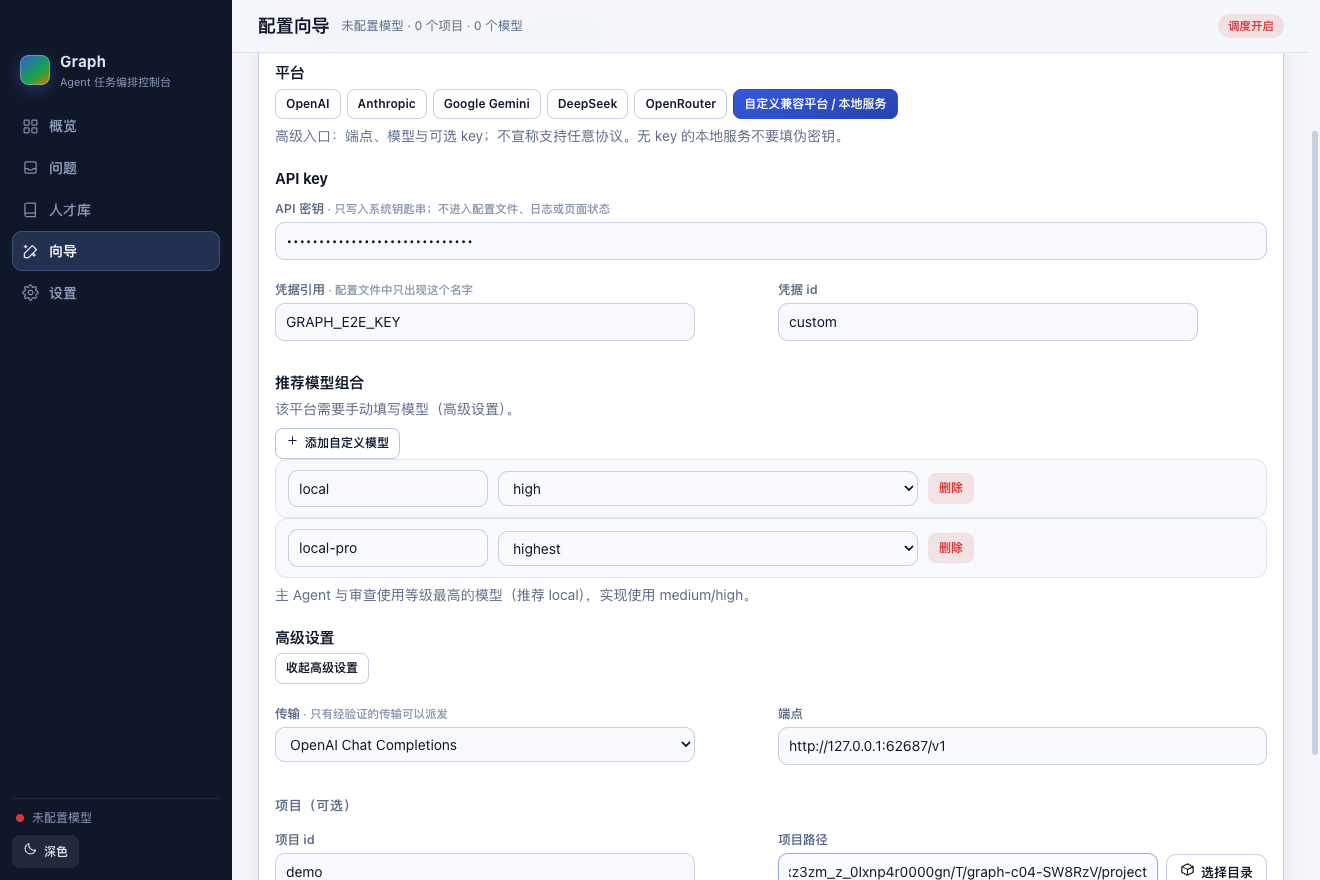 Graph
Agent 任务编排控制台
概览
问题
人才库
向导
设置
未配置模型
深色
配置向导 未配置模型 · 0 个项目 · 0 个模型
调度开启
平台
OpenAI Anthropic Google Gemini DeepSeek OpenRouter 自定义兼容平台 / 本地服务
高级入口：端点、模型与可选 key；不宣称支持任意协议。无 key 的本地服务不要填伪密钥。
API key
API 密钥 · 只写入系统钥匙串；不进入配置文件、日志或页面状态
••••••••••••••••••••••••••••
凭据引用 · 配置文件中只出现这个名字
GRAPH_E2E_KEY
凭据 id
custom
推荐模型组合
该平台需要手动填写模型（高级设置）。
+ 添加自定义模型
local high 删除
local-pro highest 删除
主 Agent 与审查使用等级最高的模型（推荐 local），实现使用 medium/high。
高级设置
收起高级设置
传输 · 只有经验证的传输可以派发
OpenAI Chat Completions
端点
http://127.0.0.1:62687/v1
项目（可选）
项目 id
demo
项目路径
xz3zm_z_0lxnp4r0000gn/T/graph-c04-SW8RzV/project
选择目录